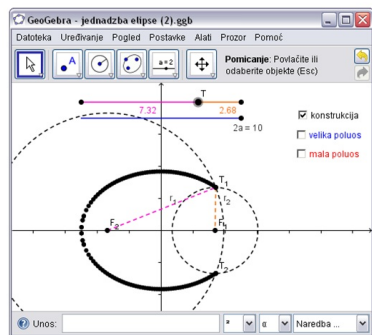 GeoGebra - jednadzba elipse (2).ggb
Datoteka Uređivanje Pogled Postavke Alati Prozor Pomoć
A
a = 2
Pomicanje: Povlačite ili
odaberite objekte (Esc)
T
7.32 2.68
2a = 10
konstrukcija
velika poluos
mala poluos
T1
r1 r2
F2 F1
T2
Unos: ² α Naredba ...